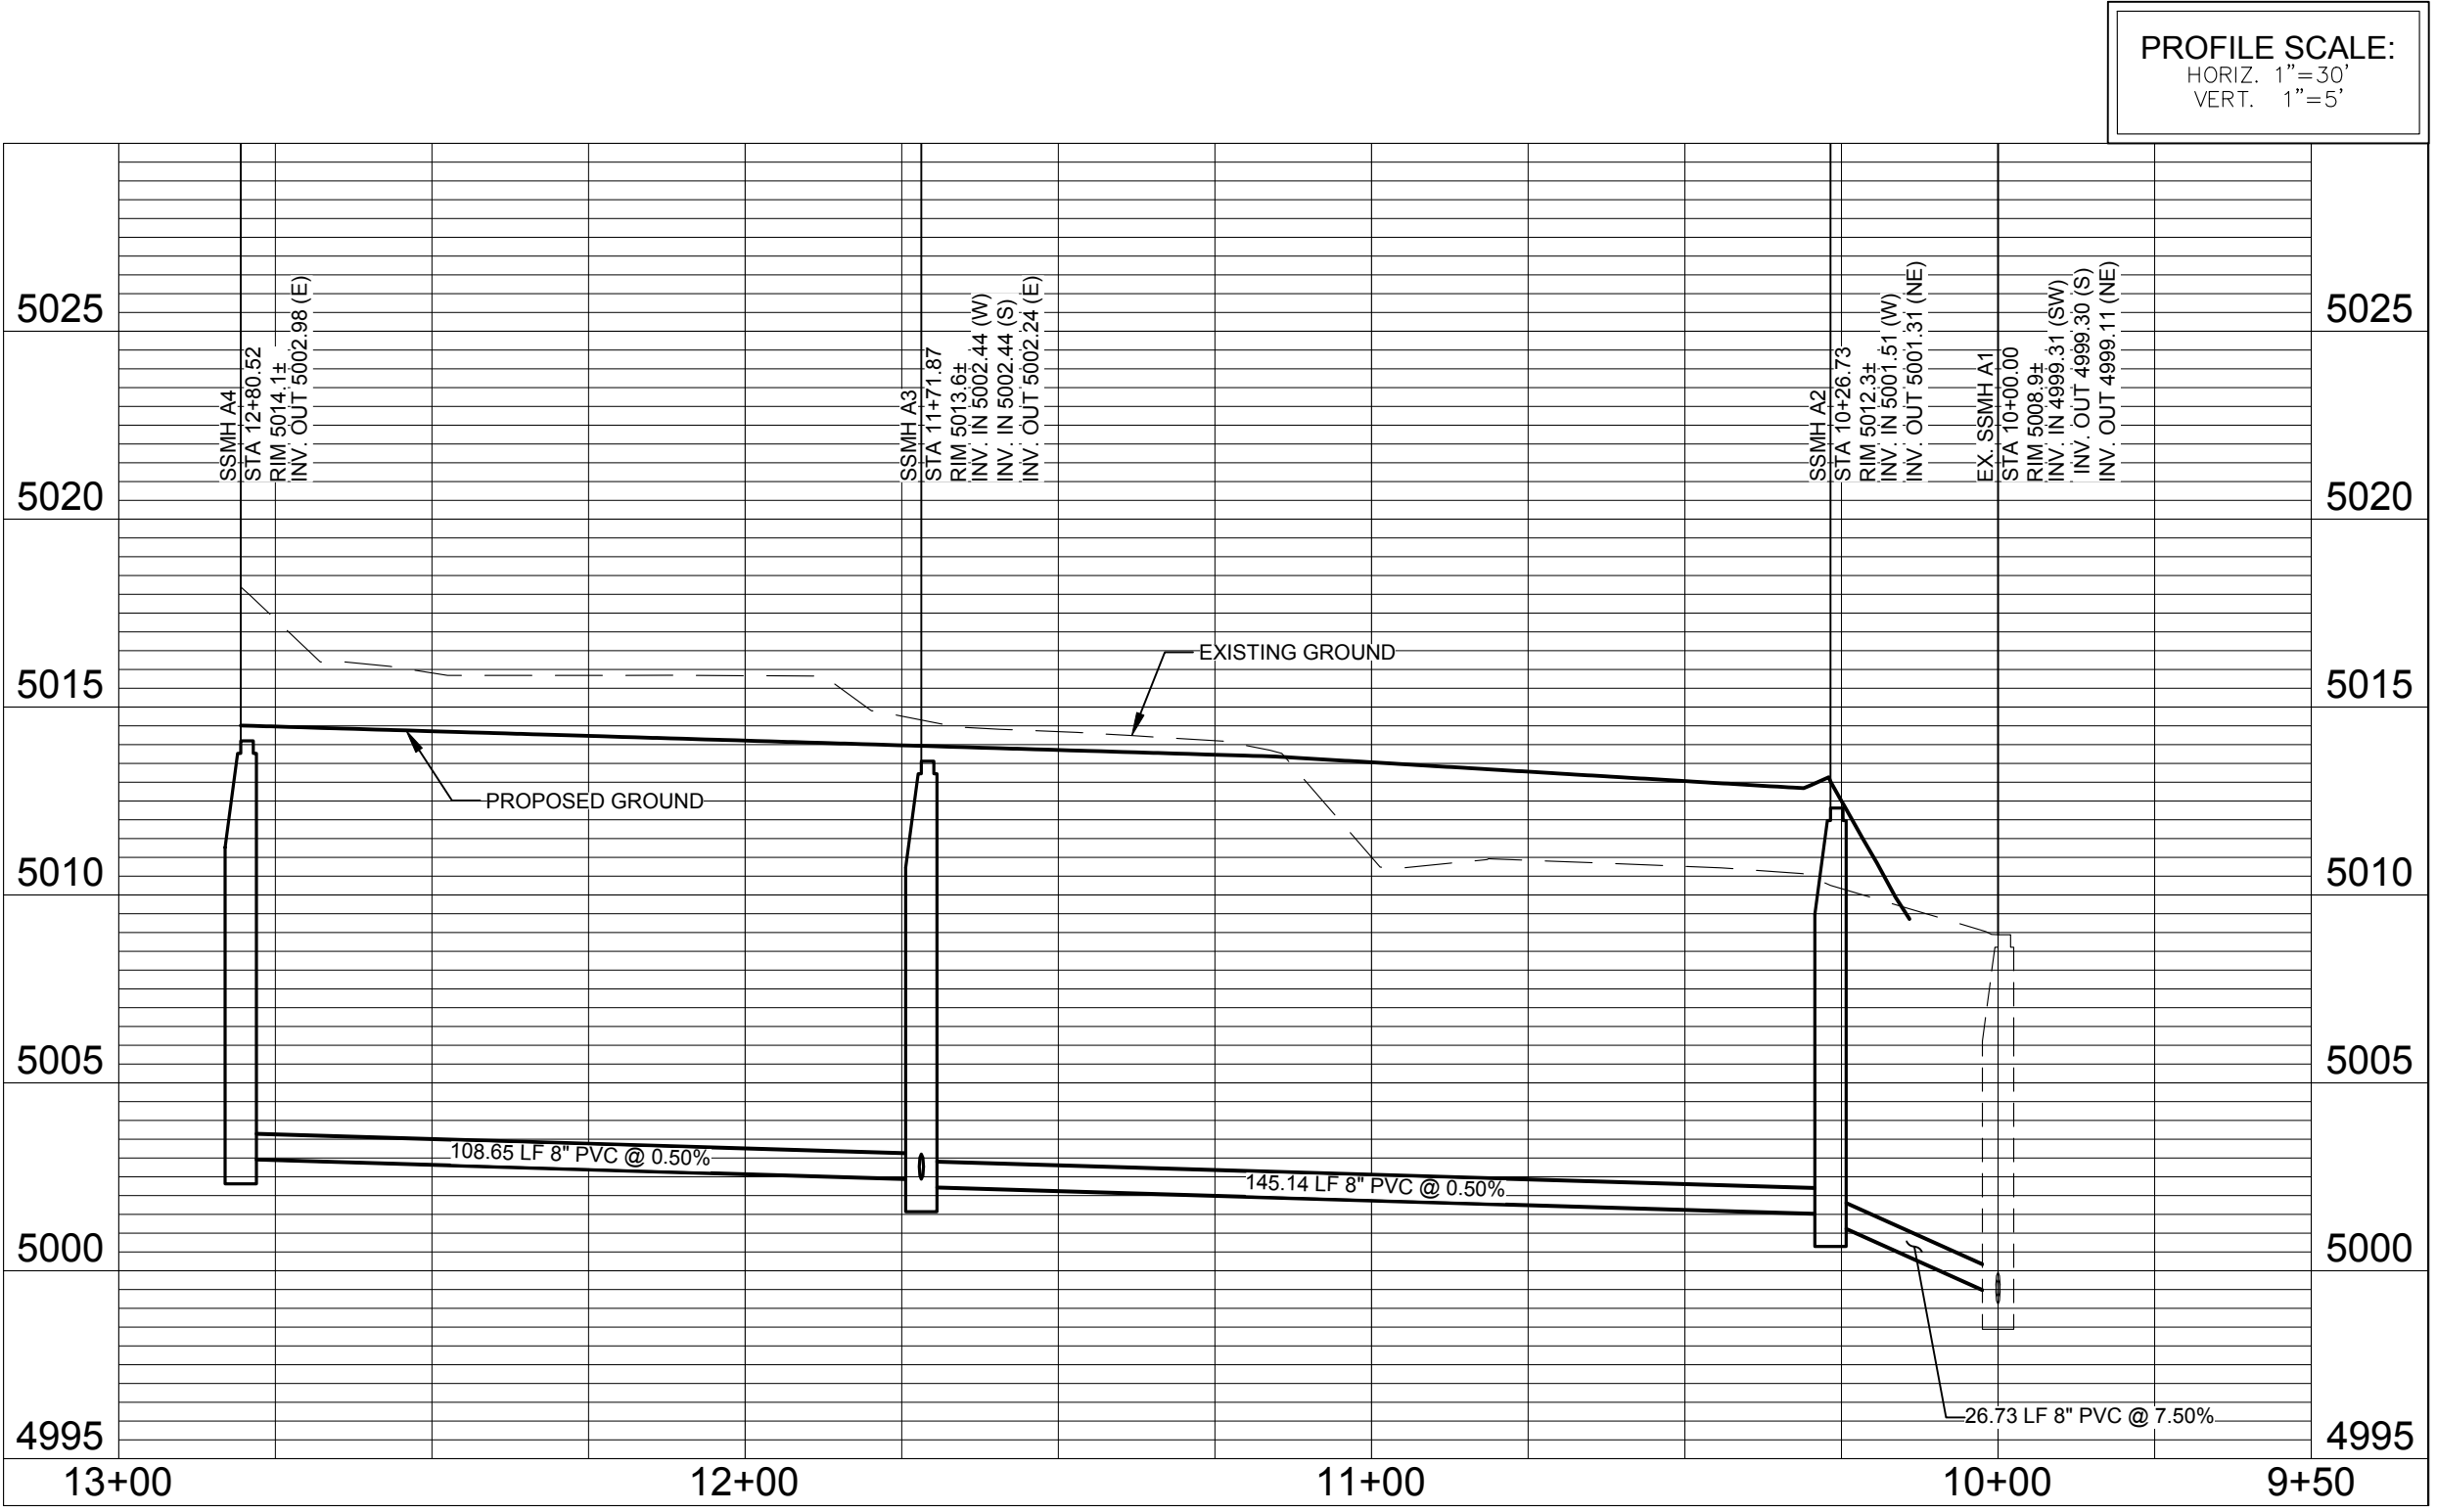 PROFILE SCALE:
HORIZ. 1"=30'
VERT. 1"=5'
5025
5020
5015
5010
5005
5000
4995
SSMH A4
STA 12+80.52
RIM 5014.1±
INV. OUT 5002.98 (E)
SSMH A3
STA 11+71.87
RIM 5013.6±
INV. IN 5002.44 (W)
INV. IN 5002.44 (S)
INV. OUT 5002.24 (E)
SSMH A2
STA 10+26.73
RIM 5012.3±
INV. IN 5001.51 (W)
INV. OUT 5001.31 (NE)
EX. SSMH A1
STA 10+00.00
RIM 5008.9±
INV. IN 4999.31 (SW)
INV. OUT 4999.30 (S)
INV. OUT 4999.11 (NE)
EXISTING GROUND
PROPOSED GROUND
108.65 LF 8" PVC @ 0.50%
145.14 LF 8" PVC @ 0.50%
26.73 LF 8" PVC @ 7.50%
5025
5020
5015
5010
5005
5000
4995
13+00
12+00
11+00
10+00
9+50